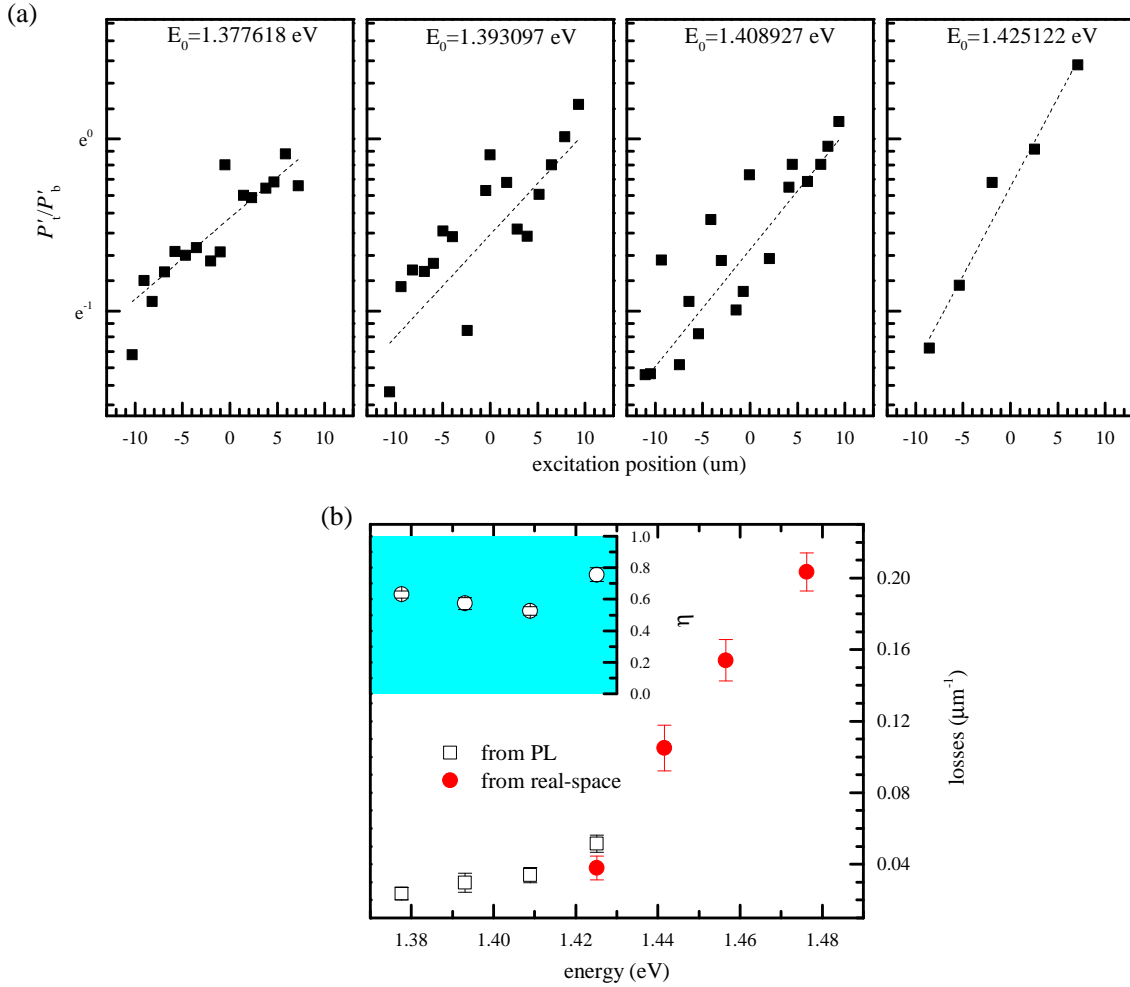 (a)
E₀=1.377618 eV
E₀=1.393097 eV
E₀=1.408927 eV
E₀=1.425122 eV
P'ₜ/P'_b
e⁰
e⁻¹
-10 -5 0 5 10
-10 -5 0 5 10
-10 -5 0 5 10
-10 -5 0 5 10
excitation position (um)
(b)
1.0
0.8
0.6
0.4
0.2
0.0
η
from PL
from real-space
0.20
0.16
0.12
0.08
0.04
losses (μm⁻¹)
1.38 1.40 1.42 1.44 1.46 1.48
energy (eV)